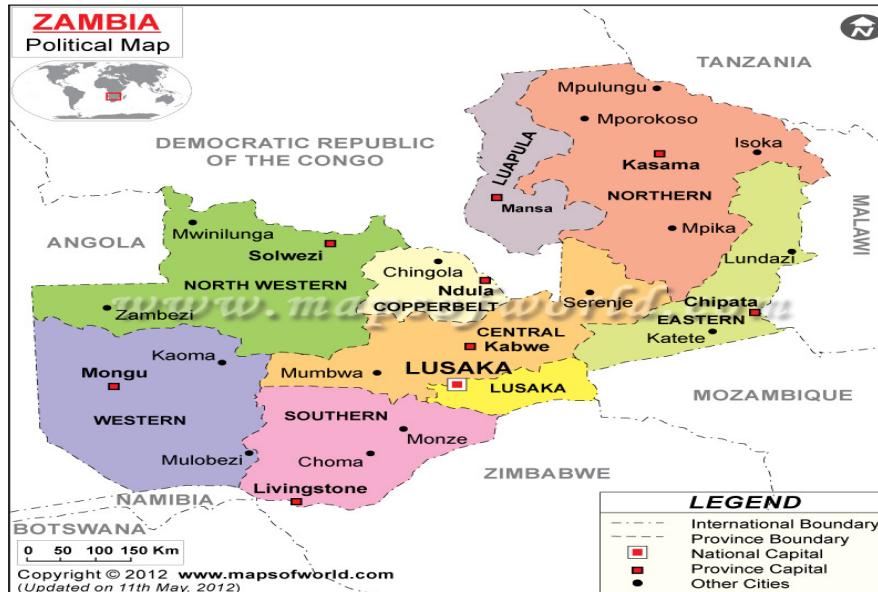 ZAMBIA
Political Map
N
TANZANIA
Mpulungu
Mporokoso
Isoka
DEMOCRATIC REPUBLIC
OF THE CONGO
LUAPULA
Kasama
NORTHERN
Mansa
MALAWI
Mwinilunga
Mpika
ANGOLA
Solwezi
Lundazi
Chingola
NORTH WESTERN
Ndula
COPPERBELT
Serenje
Chipata
www.mapsofworld.com
Zambezi
EASTERN
CENTRAL
Katete
Kabwe
Kaoma
LUSAKA
Mumbwa
Mongu
LUSAKA
MOZAMBIQUE
WESTERN
SOUTHERN
Monze
Mulobezi
Choma
ZIMBABWE
Livingstone
NAMIBIA
BOTSWANA
LEGEND
International Boundary
Province Boundary
National Capital
Province Capital
Other Cities
0 50 100 150 Km
Copyright © 2012 www.mapsofworld.com
(Updated on 11th May, 2012)